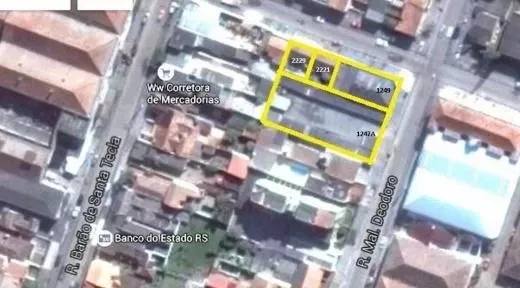 2229
2221
1249
Ww Corretora
de Mercadorias
1247A
R. Barão de Santa Tecla
R. Mal. Deodoro
Banco do Estado RS